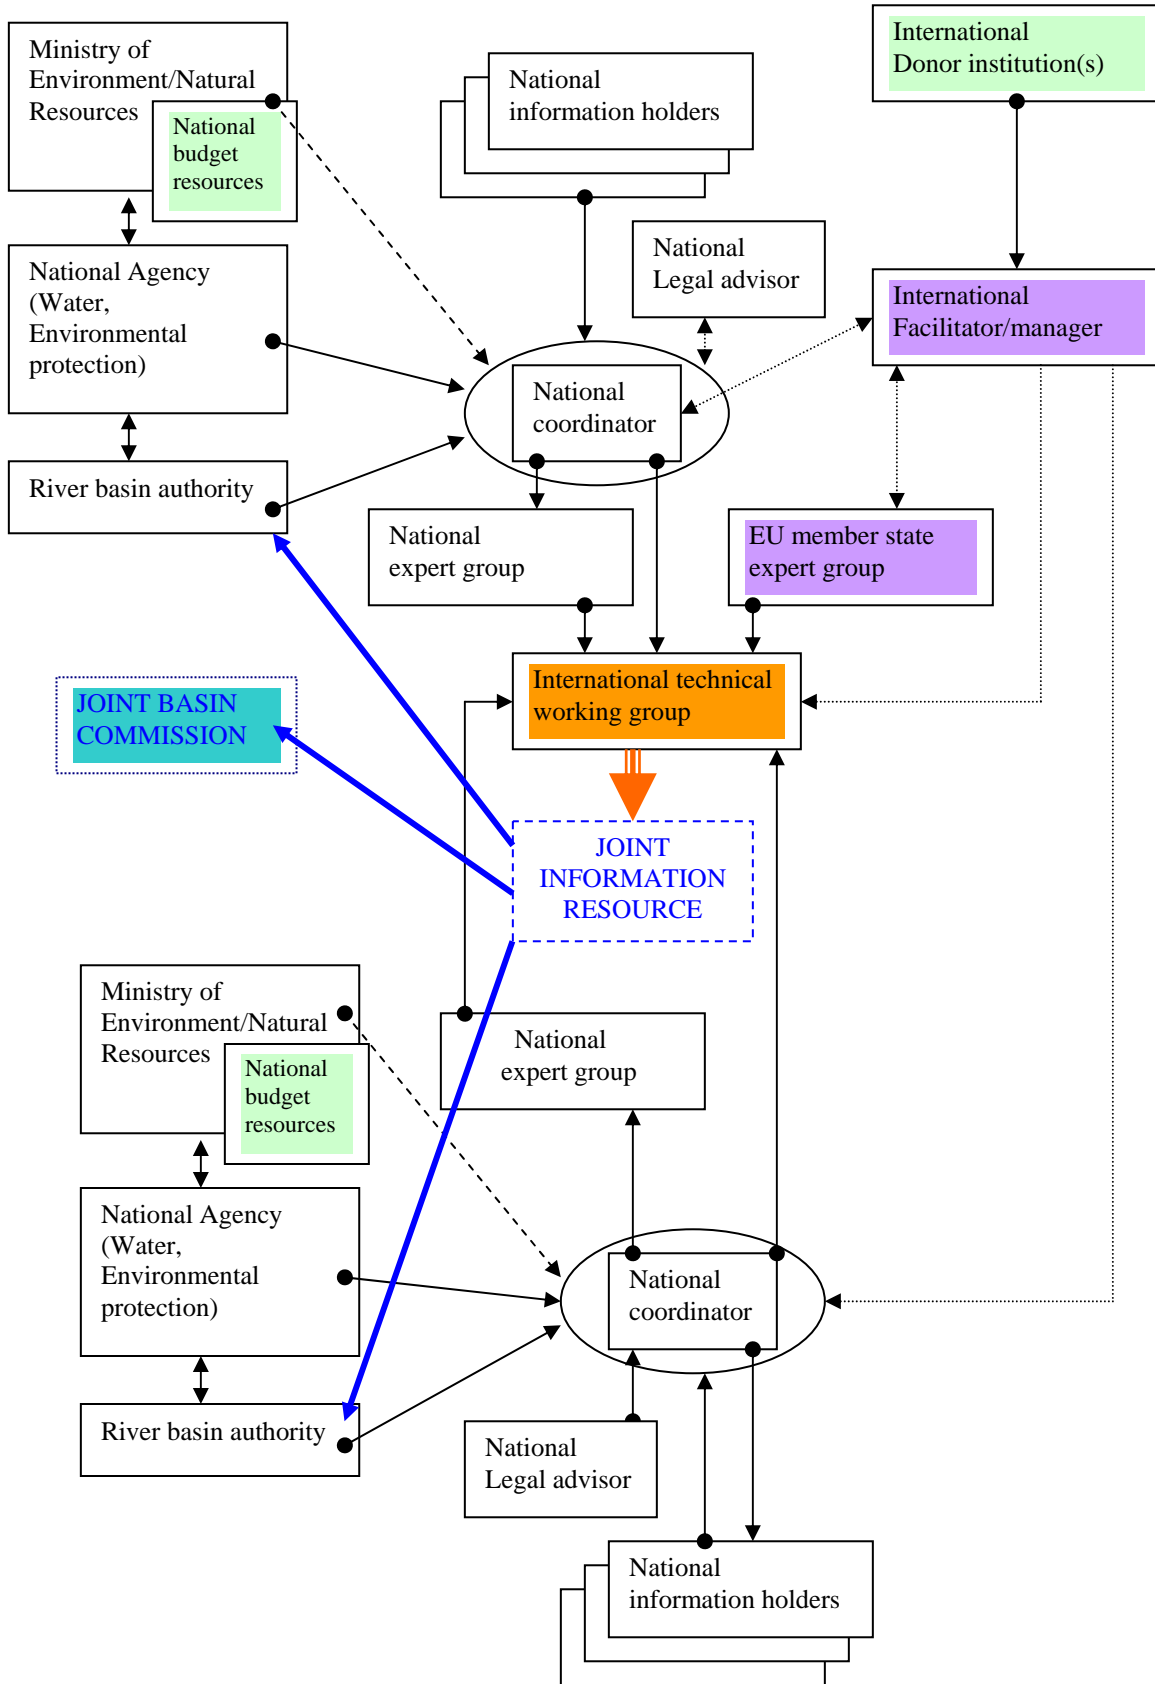 Ministry of
Environment/Natural
Resources
National
budget
resources
National
information holders
International
Donor institution(s)
National Agency
(Water,
Environmental
protection)
National
Legal advisor
International
Facilitator/manager
National
coordinator
River basin authority
National
expert group
EU member state
expert group
International technical
working group
JOINT BASIN
COMMISSION
JOINT
INFORMATION
RESOURCE
Ministry of
Environment/Natural
Resources
National
budget
resources
National
expert group
National Agency
(Water,
Environmental
protection)
National
coordinator
River basin authority
National
Legal advisor
National
information holders